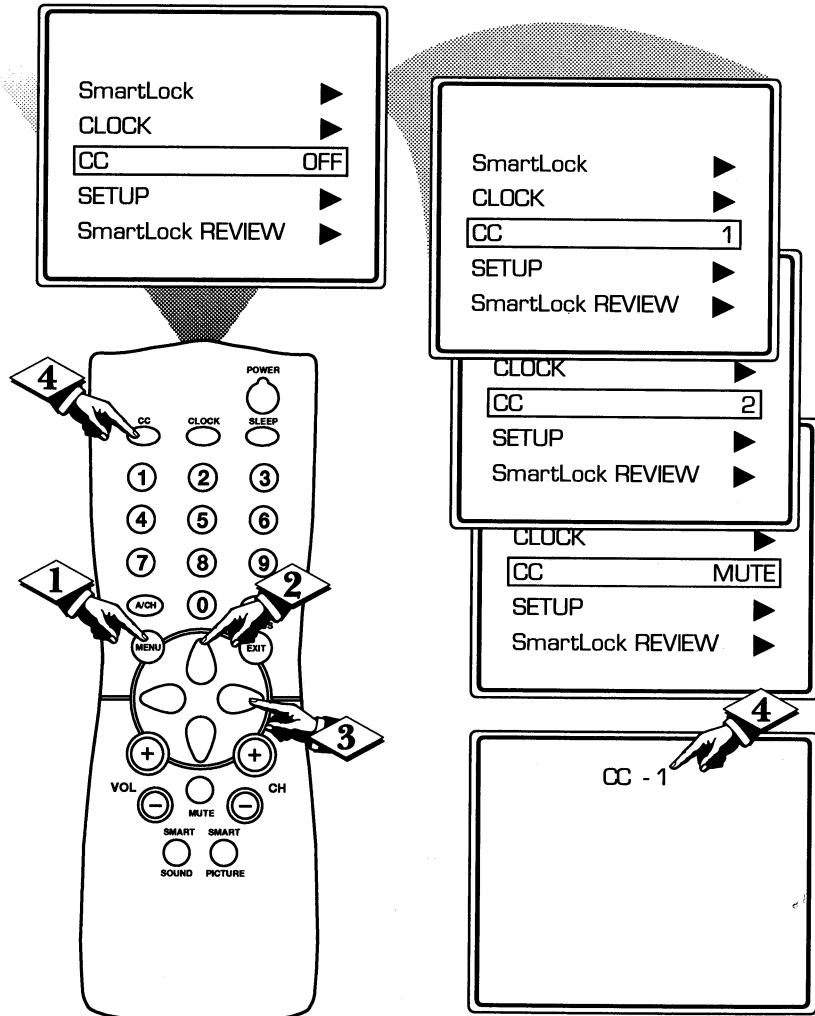 SmartLock
CLOCK
CC OFF
SETUP
SmartLock REVIEW
SmartLock
CLOCK
CC 1
SETUP
SmartLock REVIEW
CLOCK
CC 2
SETUP
SmartLock REVIEW
CLOCK
CC MUTE
SETUP
SmartLock REVIEW
4
POWER
CC CLOCK SLEEP
1 2 3
4 5 6
7 8 9
1
2
A/CH 0
MENU EXIT
3
+ +
VOL CH
− −
MUTE
SMART SMART
SOUND PICTURE
4
CC - 1